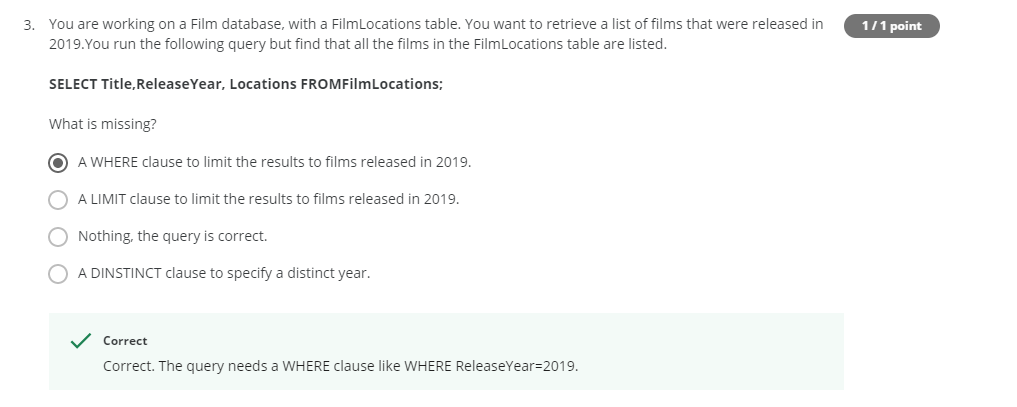 3. You are working on a Film database, with a FilmLocations table. You want to retrieve a list of films that were released in
1 / 1 point
2019.You run the following query but find that all the films in the FilmLocations table are listed.
SELECT Title,ReleaseYear, Locations FROMFilmLocations;
What is missing?
A WHERE clause to limit the results to films released in 2019.
A LIMIT clause to limit the results to films released in 2019.
Nothing, the query is correct.
A DINSTINCT clause to specify a distinct year.
Correct
Correct. The query needs a WHERE clause like WHERE ReleaseYear=2019.